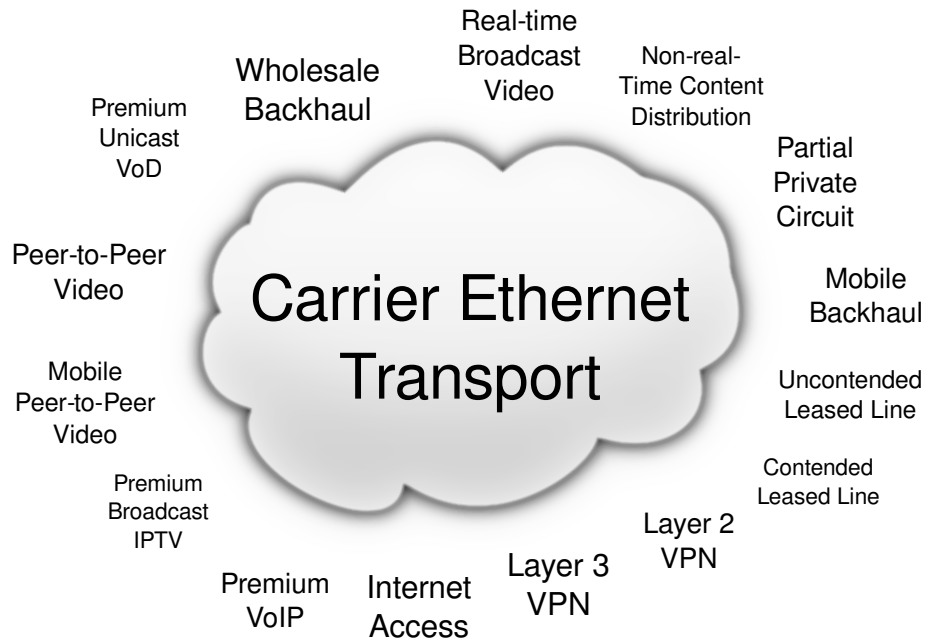 Real-time
Broadcast
Video
Non-real-
Time Content
Distribution
Wholesale
Backhaul
Premium
Unicast
VoD
Partial
Private
Circuit
Peer-to-Peer
Video
Mobile
Backhaul
Carrier Ethernet
Transport
Mobile
Peer-to-Peer
Video
Uncontended
Leased Line
Contended
Leased Line
Premium
Broadcast
IPTV
Layer 2
VPN
Layer 3
VPN
Premium
VoIP
Internet
Access